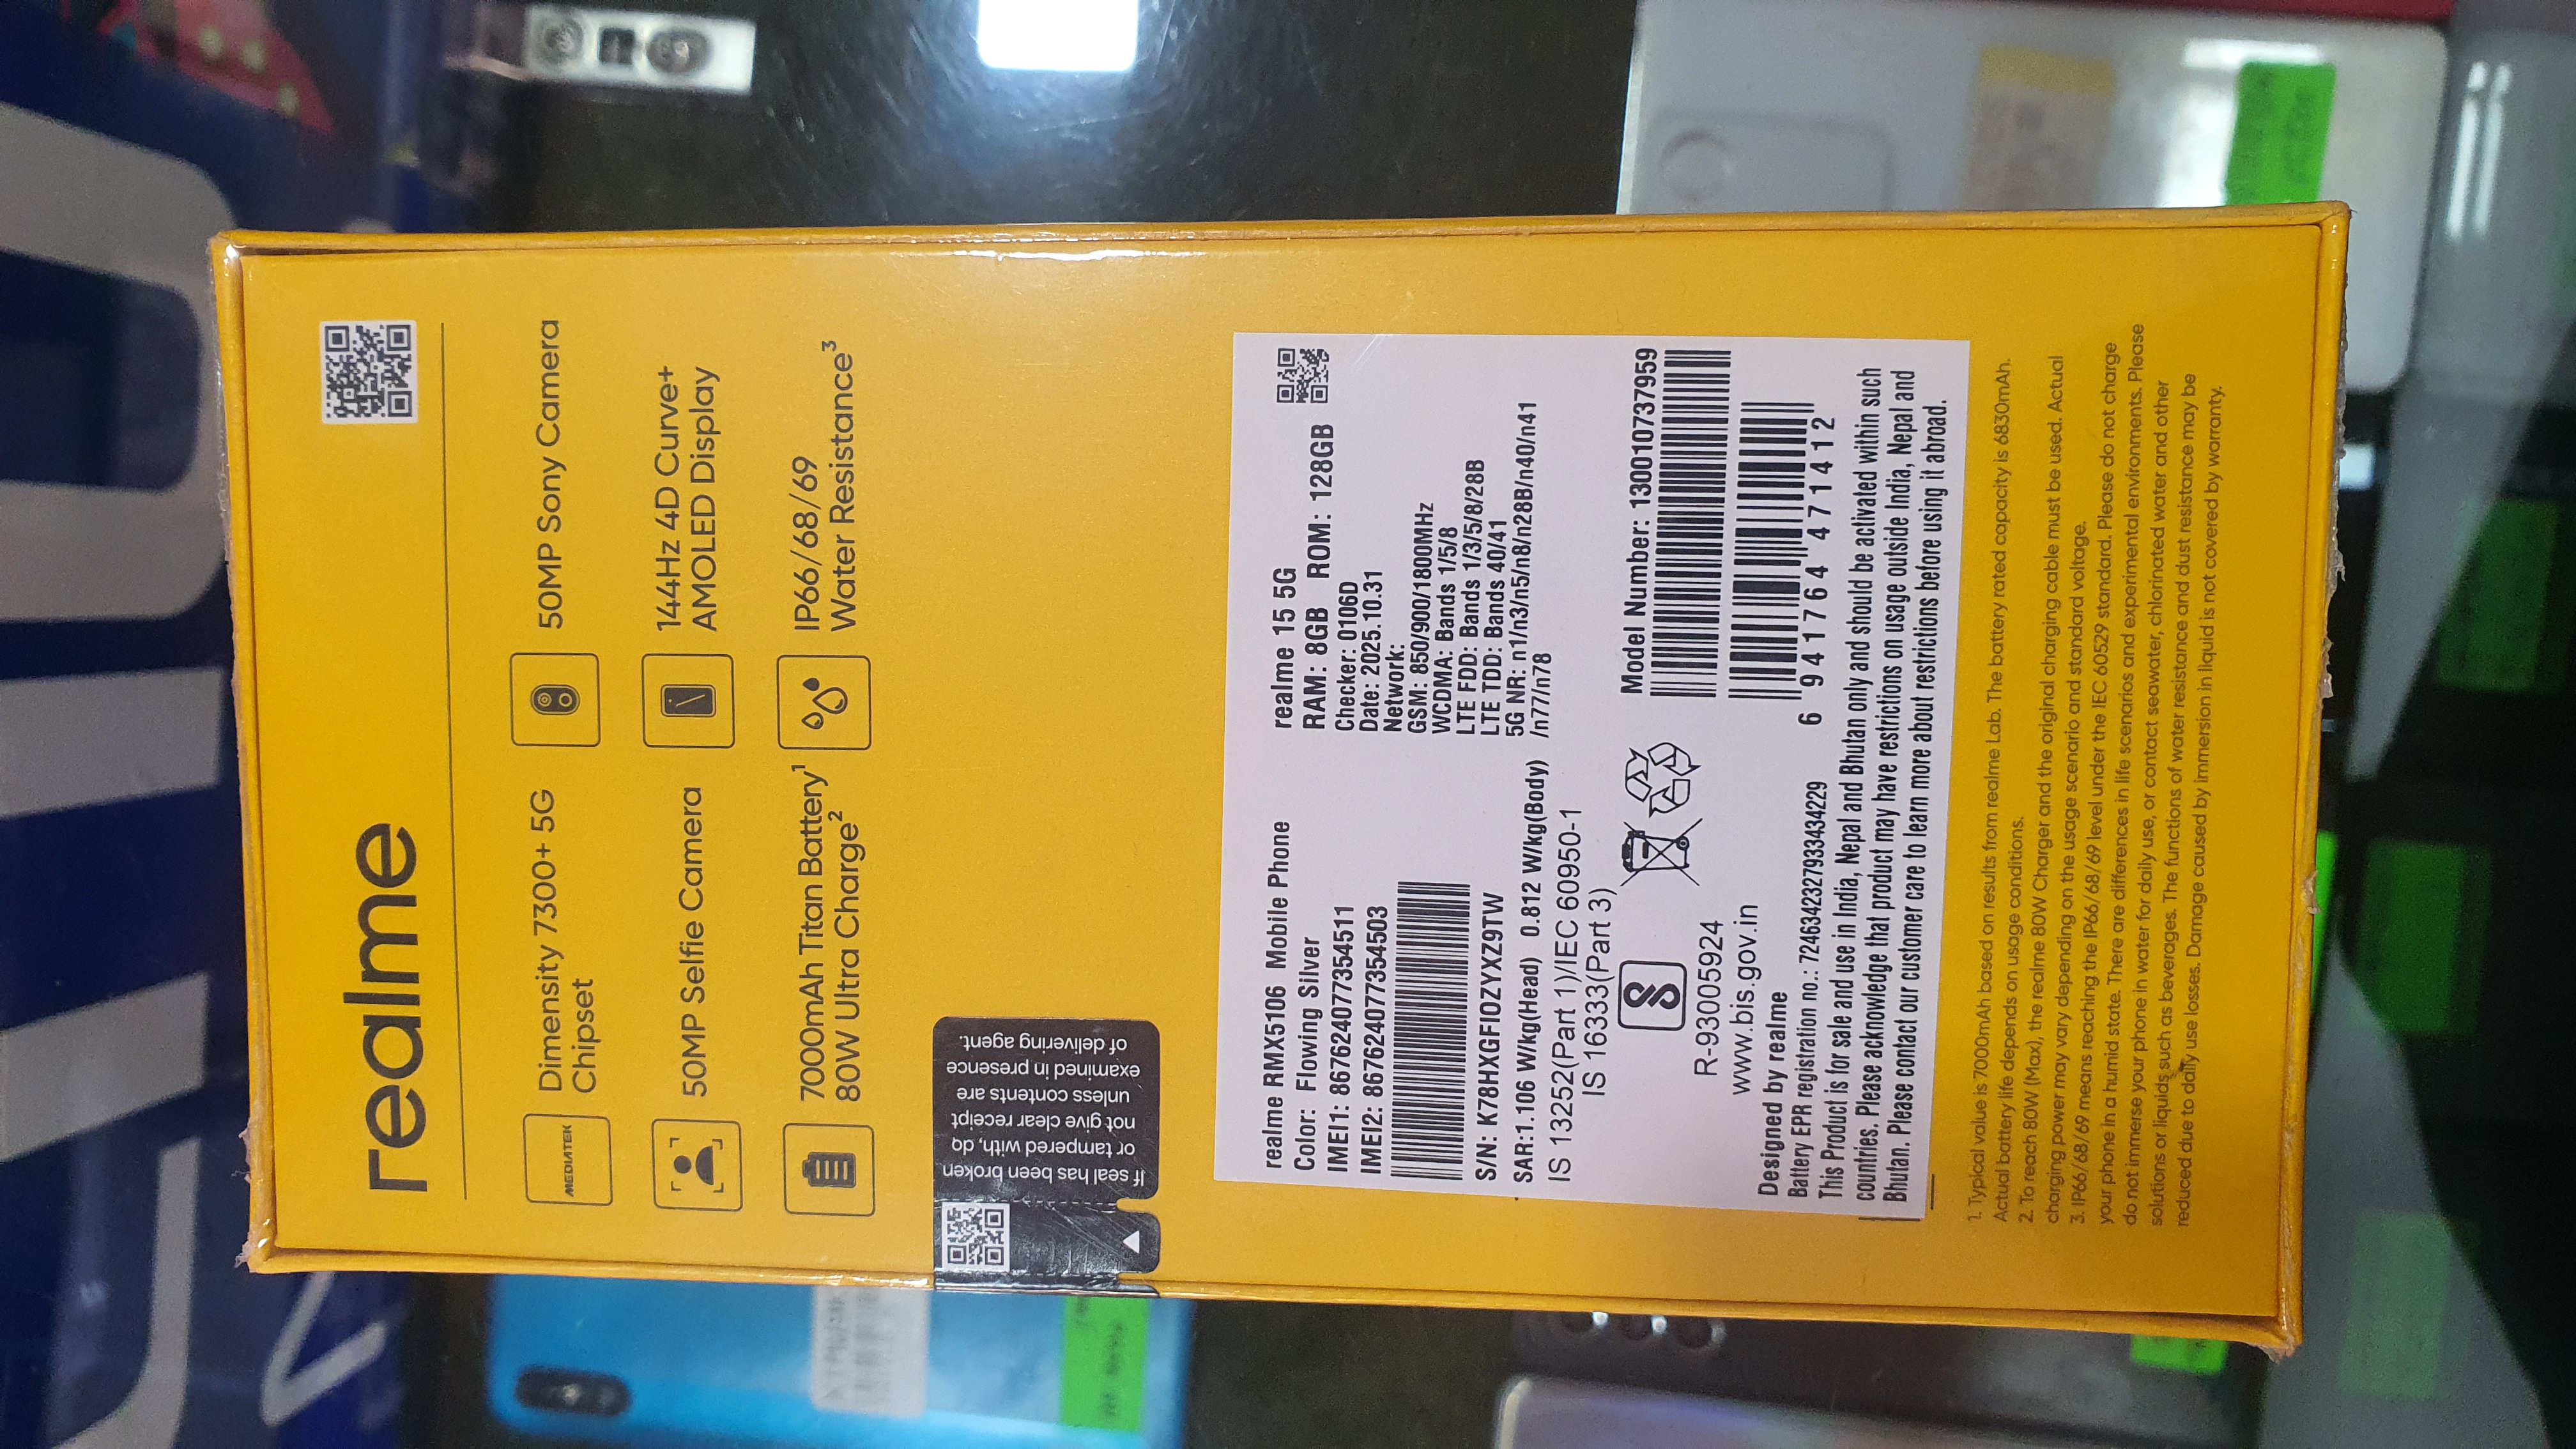 realme
MEDIATEK
Dimensity 7300+ 5G
Chipset
50MP Sony Camera
50MP Selfie Camera
144Hz 4D Curve+
AMOLED Display
7000mAh Titan Battery¹
80W Ultra Charge²
IP66/68/69
Water Resistance³
If seal has been broken
or tampered with, do
not give clear receipt
unless contents are
examined in presence
of delivering agent.
realme RMX5106 Mobile Phone
Color: Flowing Silver
IMEI1: 867624077354511
IMEI2: 867624077354503
S/N: K78HXGFIOZYXZ9TW
SAR:1.106 W/kg(Head) 0.812 W/kg(Body)
IS 13252(Part 1)/IEC 60950-1
IS 16333(Part 3)
R-93005924
www.bis.gov.in
realme 15 5G
RAM: 8GB ROM: 128GB
Checker: 0106D
Date: 2025.10.31
Network:
GSM: 850/900/1800MHz
WCDMA: Bands 1/5/8
LTE FDD: Bands 1/3/5/8/28B
LTE TDD: Bands 40/41
5G NR: n1/n3/n5/n8/n28B/n40/n41
/n77/n78
Model Number: 130010737959
6 941764 471412
Designed by realme
Battery EPR registration no.: 7246342327933434229
This Product is for sale and use in India, Nepal and Bhutan only and should be activated within such
countries. Please acknowledge that product may have restrictions on usage outside India, Nepal and
Bhutan. Please contact our customer care to learn more about restrictions before using it abroad.
1. Typical value is 7000mAh based on results from realme Lab. The battery rated capacity is 6830mAh.
Actual battery life depends on usage conditions.
2. To reach 80W (Max), the realme 80W Charger and the original charging cable must be used. Actual
charging power may vary depending on the usage scenario and standard voltage.
3. IP66/68/69 means reaching the IP66/68/69 level under the IEC 60529 standard. Please do not charge
your phone in a humid state. There are differences in life scenarios and experimental environments. Please
do not immerse your phone in water for daily use, or contact seawater, chlorinated water and other
solutions or liquids such as beverages. The functions of water resistance and dust resistance may be
reduced due to daily use losses. Damage caused by immersion in liquid is not covered by warranty.